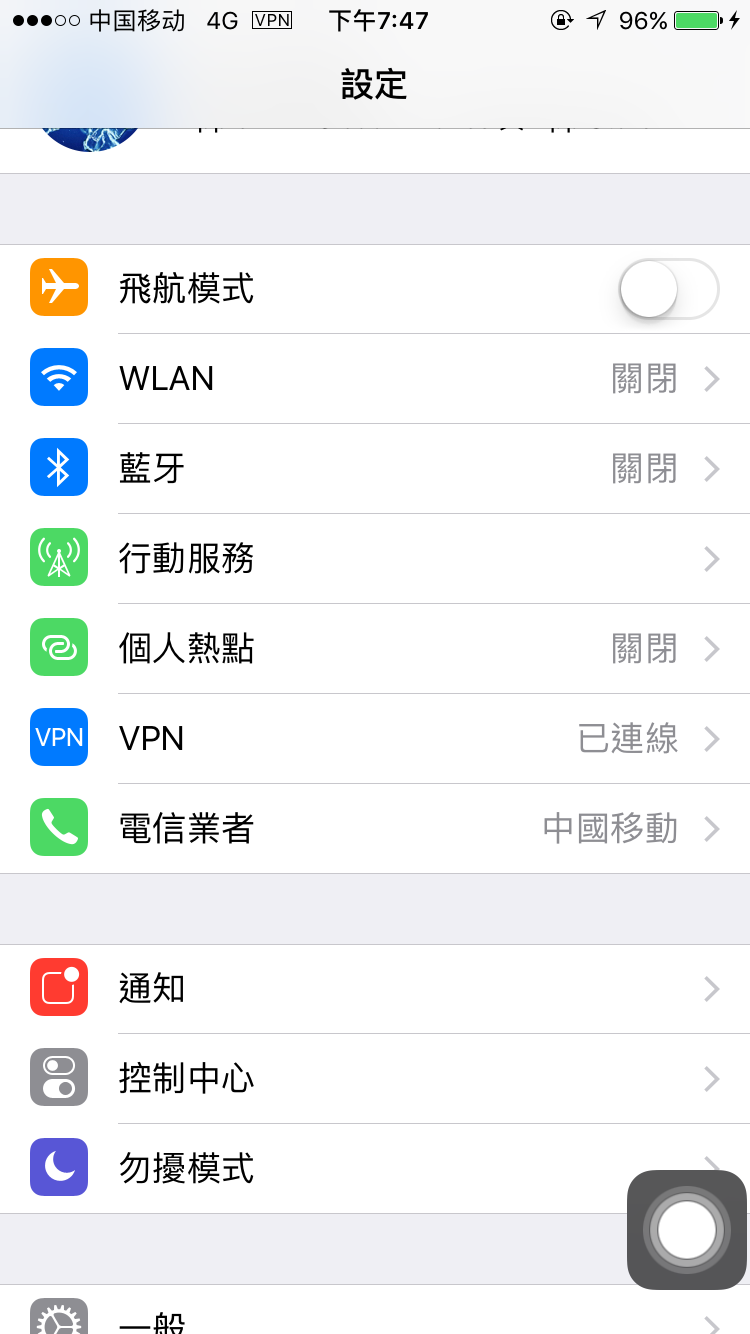 中国移动 4G VPN 下午7:47 96%
設定
飛航模式
WLAN 關閉
藍牙 關閉
行動服務
個人熱點 關閉
VPN VPN 已連線
電信業者 中國移動
通知
控制中心
勿擾模式
一般